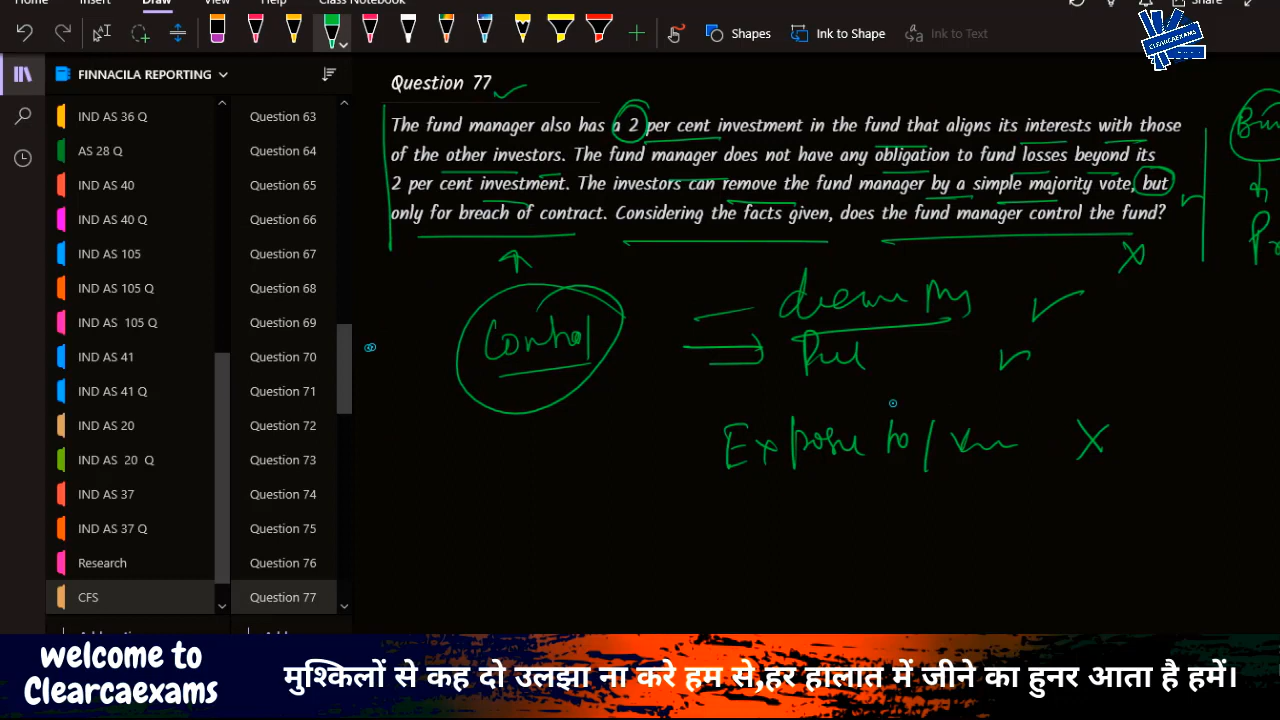 Home Insert Draw View Help Class Notebook
Share
Shapes Ink to Shape Ink to Text
CLEARCAEXAMS
FINNACILA REPORTING
IND AS 36 Q
AS 28 Q
IND AS 40
IND AS 40 Q
IND AS 105
IND AS 105 Q
IND AS 105 Q
IND AS 41
IND AS 41 Q
IND AS 20
IND AS 20 Q
IND AS 37
IND AS 37 Q
Research
CFS
Question 63
Question 64
Question 65
Question 66
Question 67
Question 68
Question 69
Question 70
Question 71
Question 72
Question 73
Question 74
Question 75
Question 76
Question 77
Question 77
The fund manager also has a 2 per cent investment in the fund that aligns its interests with those
of the other investors. The fund manager does not have any obligation to fund losses beyond its
2 per cent investment. The investors can remove the fund manager by a simple majority vote, but
only for breach of contract. Considering the facts given, does the fund manager control the fund?
Control
Expose to /
welcome to
Clearcaexams
मुश्किलों से कह दो उलझा ना करे हम से,हर हालात में जीने का हुनर आता है हमें।